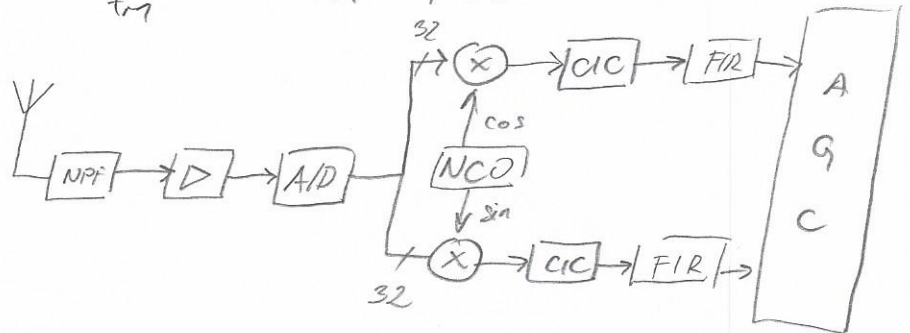 32
X CIC FIR
A
G
C
cos
NPF A/D NCO
sin
X CIC FIR
32